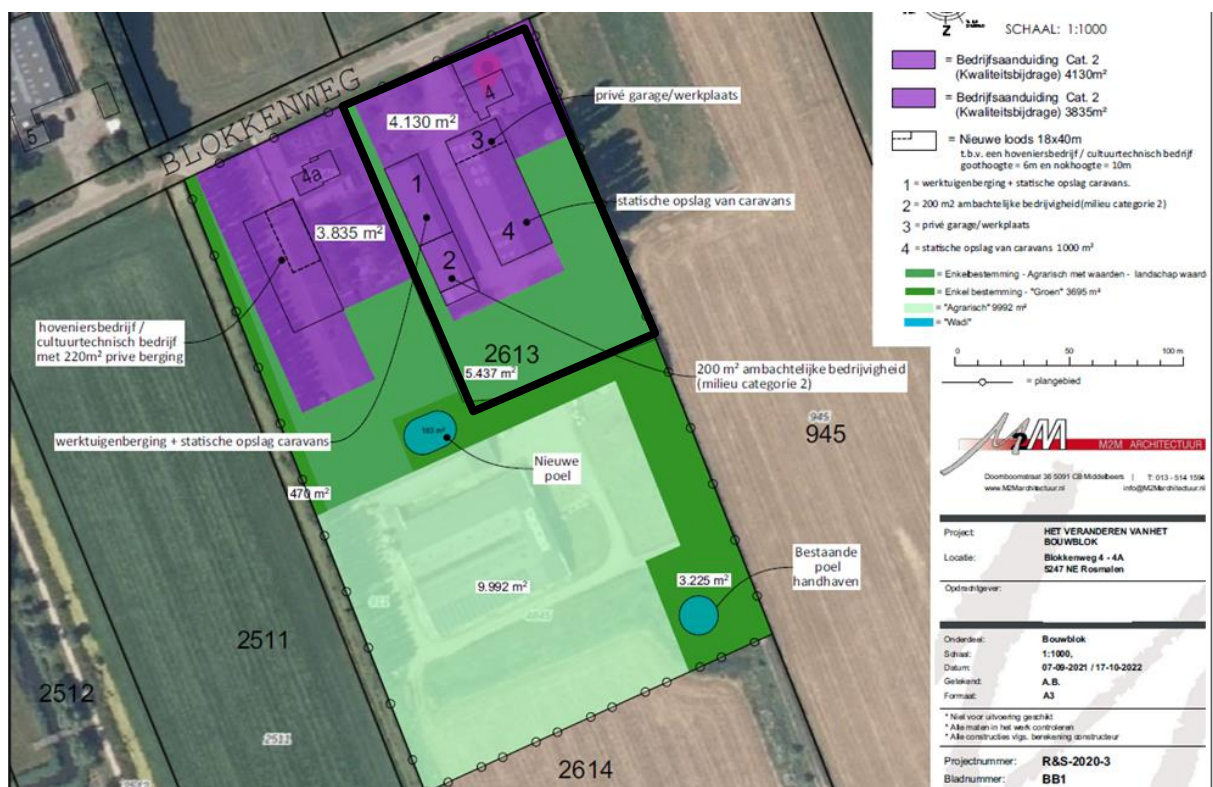 BLOKKENWEG
5
4a
4
4.130 m²
3
1
2
4
3.835 m²
privé garage/werkplaats
statische opslag van caravans
hoveniersbedrijf /
cultuurtechnisch bedrijf
met 220m² prive berging
2613
5.437 m²
200 m² ambachtelijke bedrijvigheid
(milieu categorie 2)
werktuigenberging + statische opslag caravans
183 m²
Nieuwe
poel
470 m²
945
945
Bestaande
poel
handhaven
9.992 m²
3.225 m²
2511
2512
2511
2614
Z
SCHAAL: 1:1000
= Bedrijfsaanduiding Cat. 2
(Kwaliteitsbijdrage) 4130m²
= Bedrijfsaanduiding Cat. 2
(Kwaliteitsbijdrage) 3835m²
= Nieuwe loods 18x40m
t.b.v. een hoveniersbedrijf / cultuurtechnisch bedrijf
goothoogte = 6m en nokhoogte = 10m
1 = werktuigenberging + statische opslag caravans.
2 = 200 m2 ambachtelijke bedrijvigheid(milieu categorie 2)
3 = privé garage/werkplaats
4 = statische opslag van caravans 1000 m²
= Enkelbestemming - Agrarisch met waarden - landschap waard
= Enkel bestemming - "Groen" 3695 m²
= "Agrarisch" 9992 m²
= "Wadi"
0 50 100 m
= plangebied
M2M
M2M ARCHITECTUUR
Doornboomstraat 36 5091 CB Middelbeers | T: 013 - 514 1594
www.M2Marchitectuur.nl info@M2Marchitectuur.nl
Project: HET VERANDEREN VANHET
BOUWBLOK
Locatie: Blokkenweg 4 - 4A
5247 NE Rosmalen
Opdrachtgever:
Onderdeel: Bouwblok
Schaal: 1:1000,
Datum: 07-09-2021 / 17-10-2022
Getekend: A.B.
Formaat: A3
* Niet voor uitvoering geschikt
* Alle maten in het werk controleren
* Alle constructies vlgs. berekening constructeur
Projectnummer: R&S-2020-3
Bladnummer: BB1